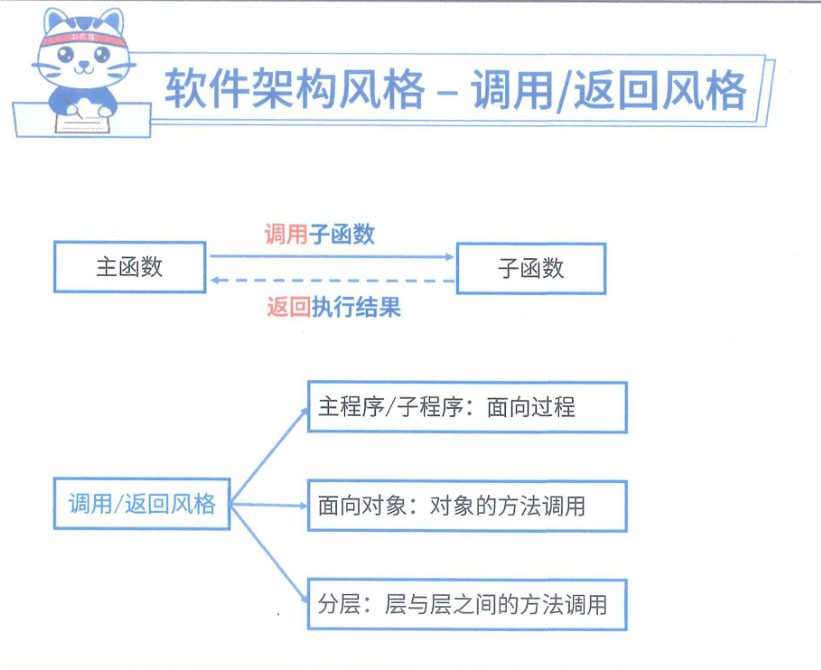 软件架构风格 – 调用/返回风格
调用子函数
主函数
子函数
返回执行结果
主程序/子程序：面向过程
调用/返回风格
面向对象：对象的方法调用
分层：层与层之间的方法调用